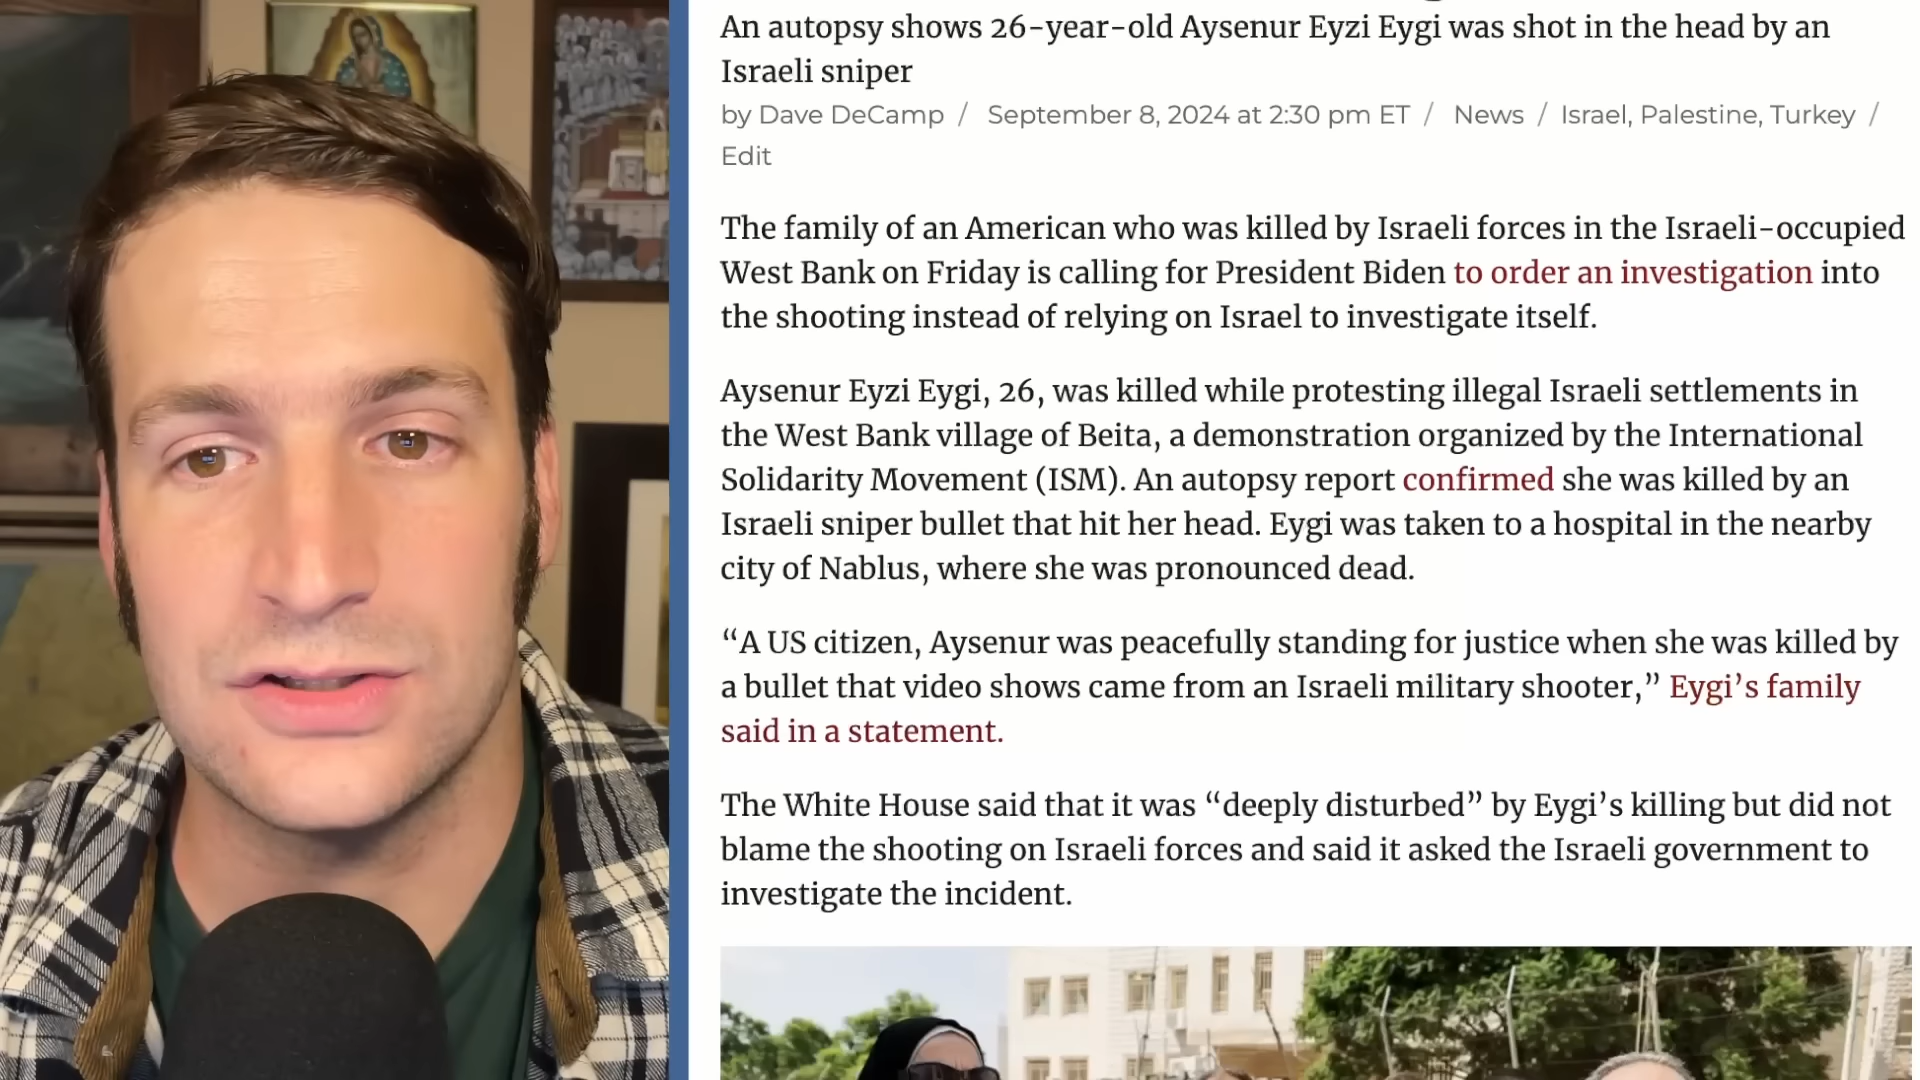 An autopsy shows 26-year-old Aysenur Eyzi Eygi was shot in the head by an
Israeli sniper
by Dave DeCamp / September 8, 2024 at 2:30 pm ET / News / Israel, Palestine, Turkey /
Edit
The family of an American who was killed by Israeli forces in the Israeli-occupied
West Bank on Friday is calling for President Biden to order an investigation into
the shooting instead of relying on Israel to investigate itself.
Aysenur Eyzi Eygi, 26, was killed while protesting illegal Israeli settlements in
the West Bank village of Beita, a demonstration organized by the International
Solidarity Movement (ISM). An autopsy report confirmed she was killed by an
Israeli sniper bullet that hit her head. Eygi was taken to a hospital in the nearby
city of Nablus, where she was pronounced dead.
“A US citizen, Aysenur was peacefully standing for justice when she was killed by
a bullet that video shows came from an Israeli military shooter,” Eygi’s family
said in a statement.
The White House said that it was “deeply disturbed” by Eygi’s killing but did not
blame the shooting on Israeli forces and said it asked the Israeli government to
investigate the incident.